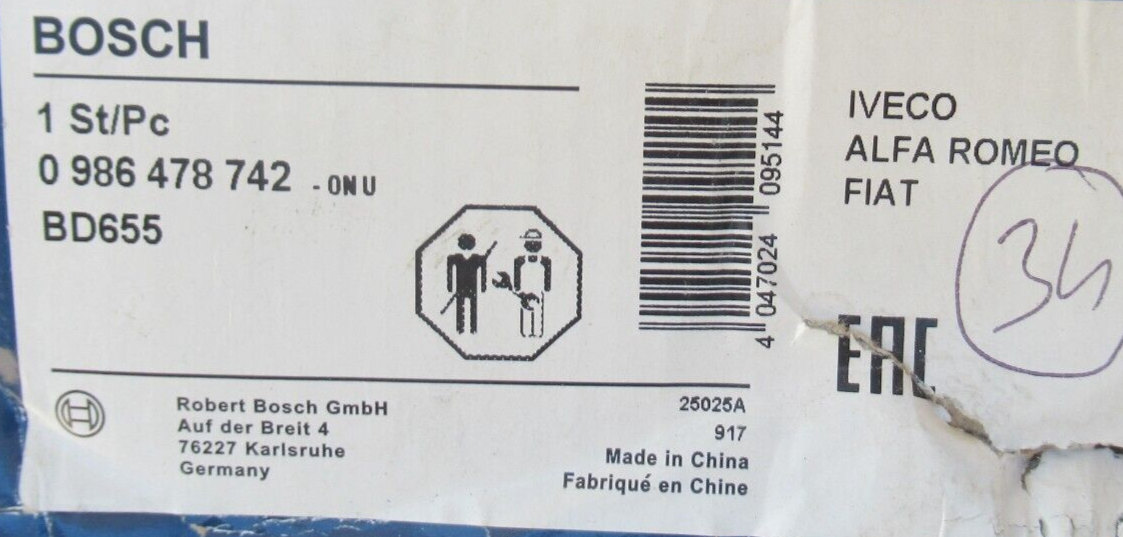 BOSCH
1 St/Pc
0 986 478 742 - 0NU
BD655
4 047024 095144
IVECO
ALFA ROMEO
FIAT
34
EAC
Robert Bosch GmbH
Auf der Breit 4
76227 Karlsruhe
Germany
25025A
917
Made in China
Fabriqué en Chine